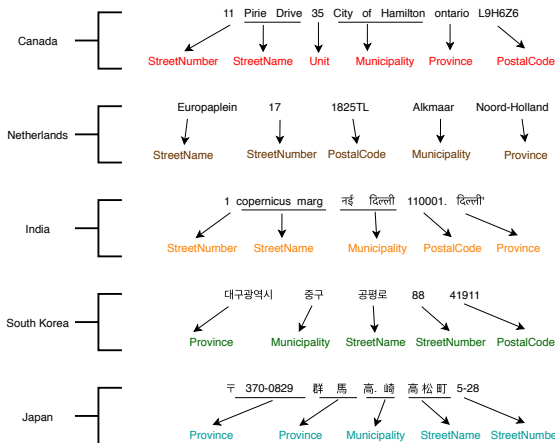 11 Pirie Drive 35 City of Hamilton ontario L9H6Z6
Canada
StreetNumber StreetName Unit Municipality Province PostalCode
Europaplein 17 1825TL Alkmaar Noord-Holland
Netherlands
StreetName StreetNumber PostalCode Municipality Province
1 copernicus marg नई दिल्ली 110001. दिल्ली'
India
StreetNumber StreetName Municipality PostalCode Province
대구광역시 중구 공평로 88 41911
South Korea
Province Municipality StreetName StreetNumber PostalCode
〒 370-0829 群 馬 高. 崎 高 松 町 5-28
Japan
Province Province Municipality StreetName StreetNumber